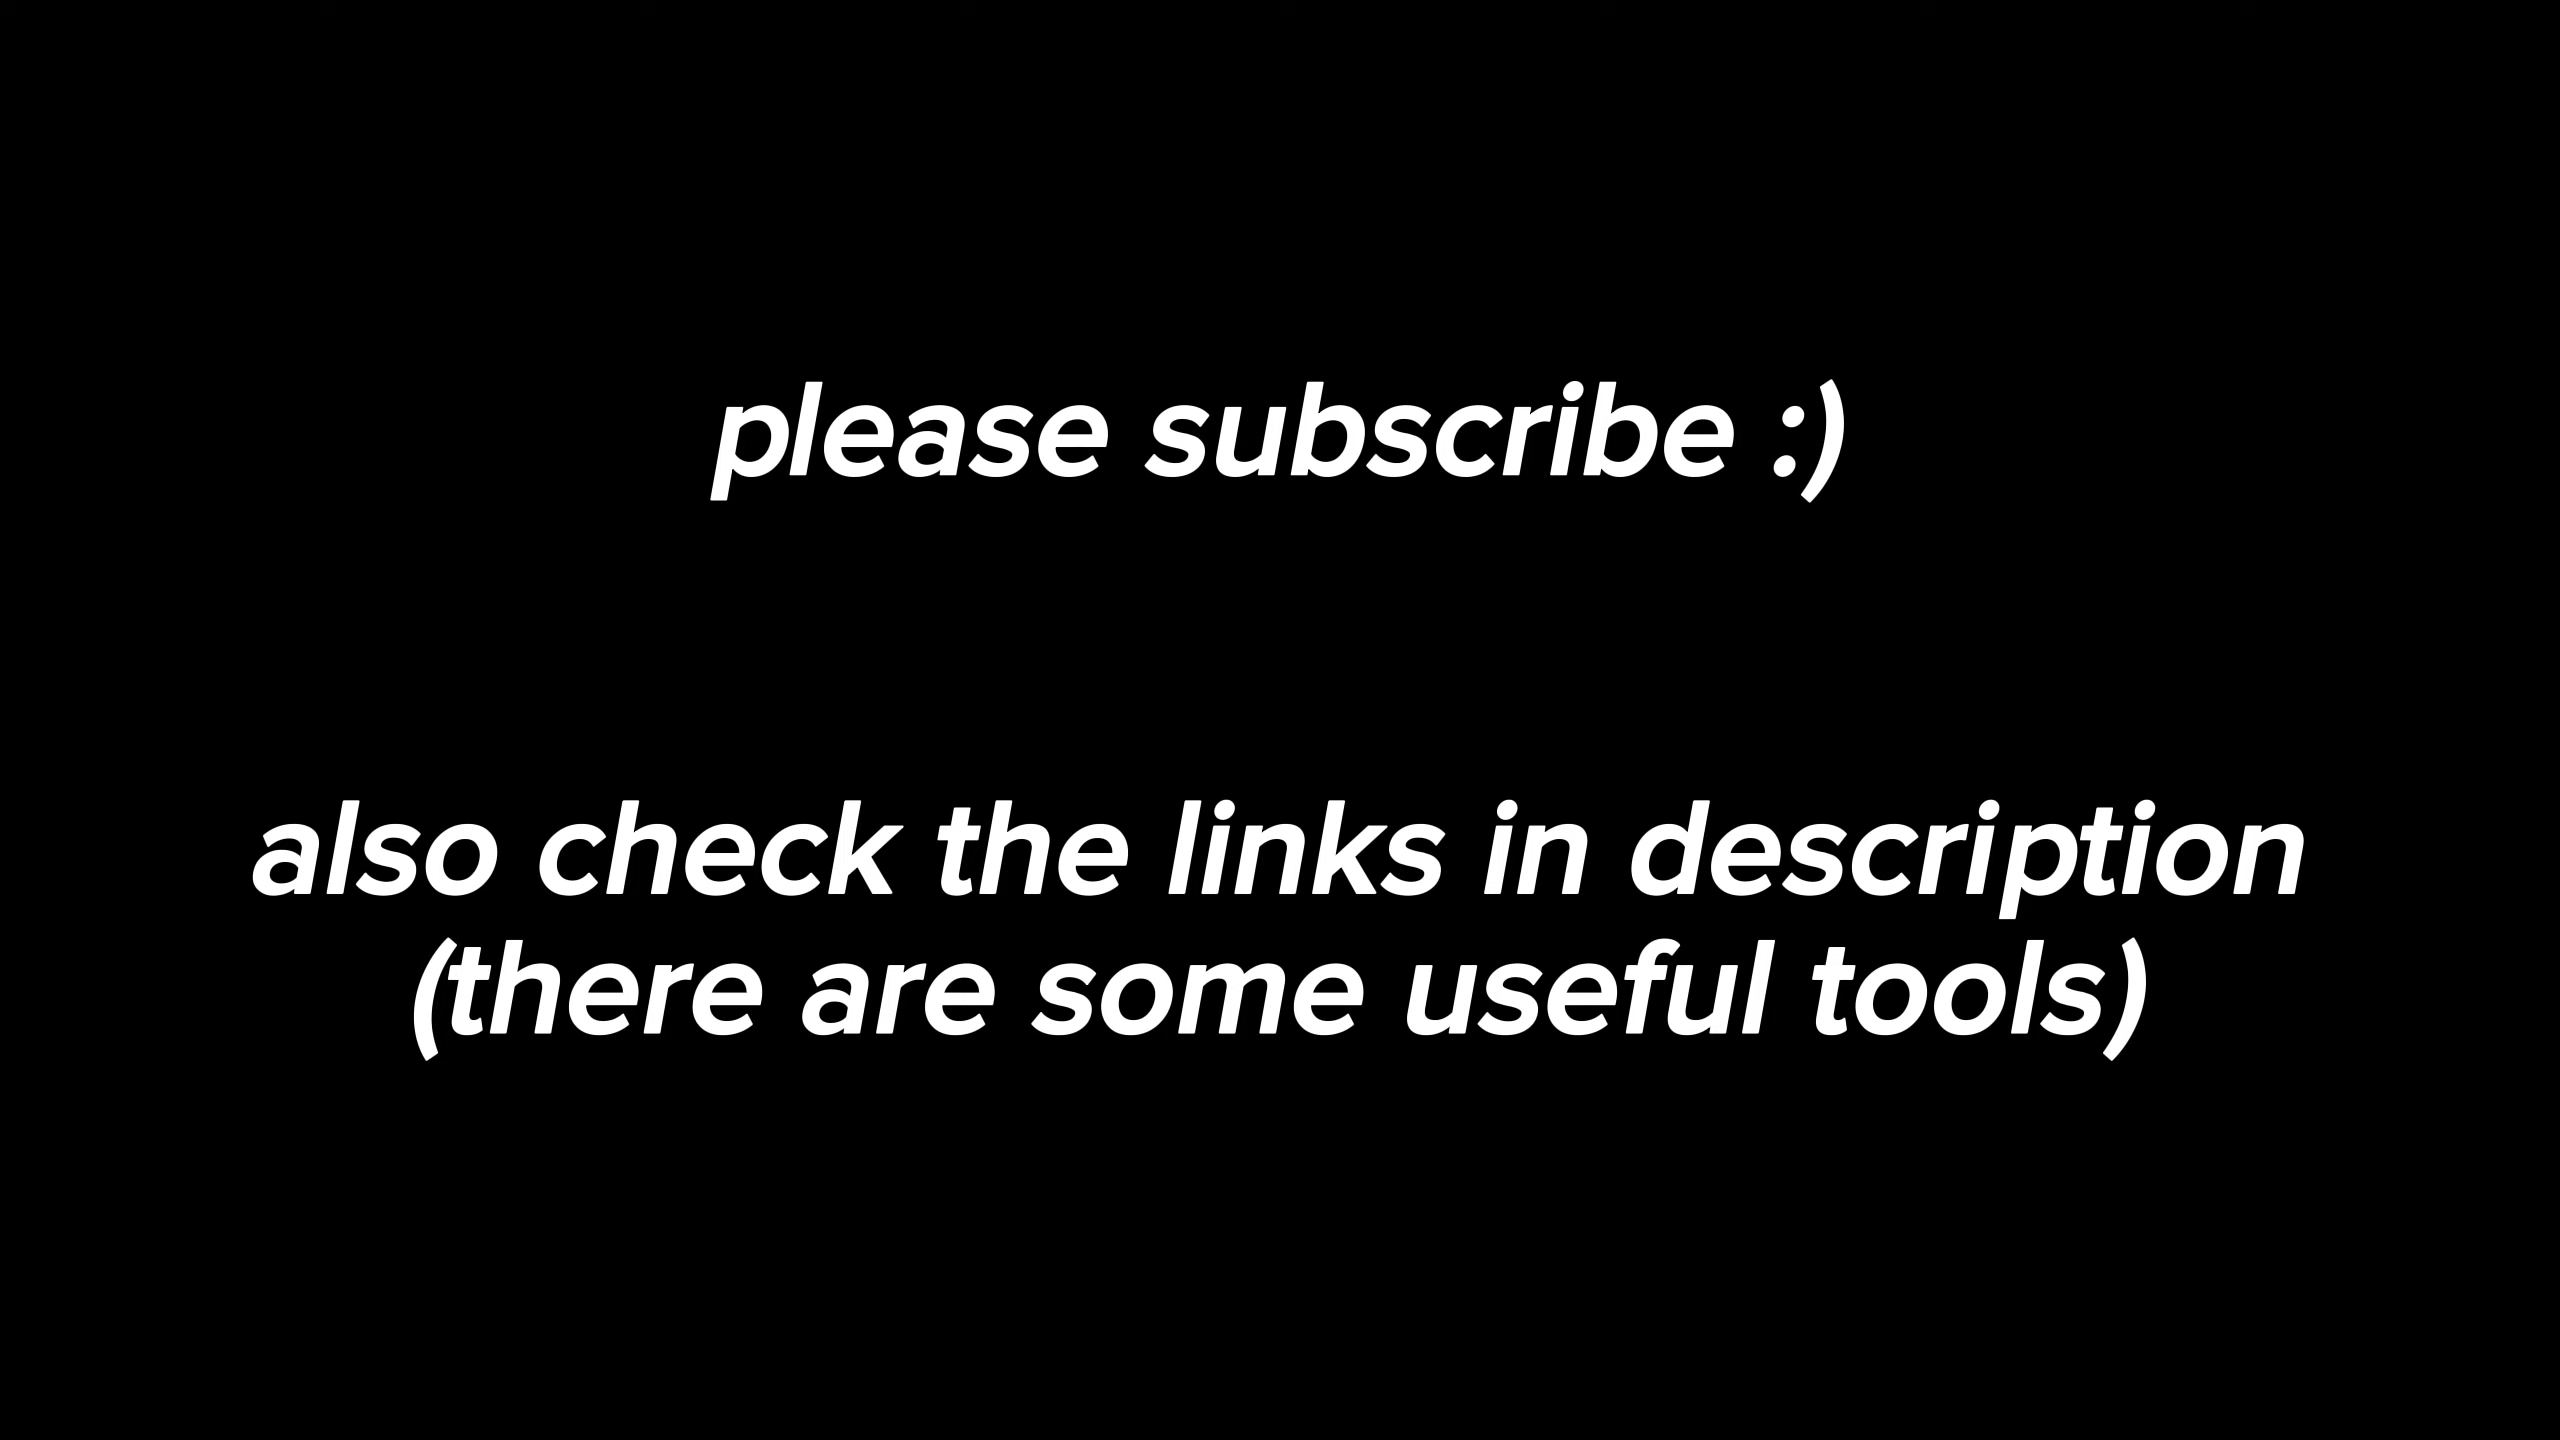 please subscribe :)
also check the links in description
(there are some useful tools)